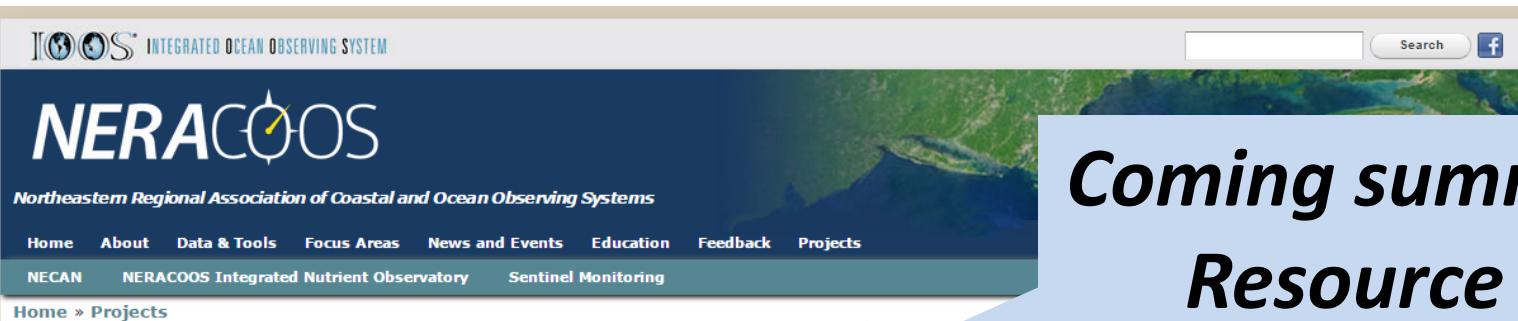 IOOS INTEGRATED OCEAN OBSERVING SYSTEM
Search
NERACOOS
Northeastern Regional Association of Coastal and Ocean Observing Systems
Coming
Resource
Home About Data & Tools Focus Areas News and Events Education Feedback Projects
NECAN NERACOOS Integrated Nutrient Observatory Sentinel Monitoring
Home » Projects